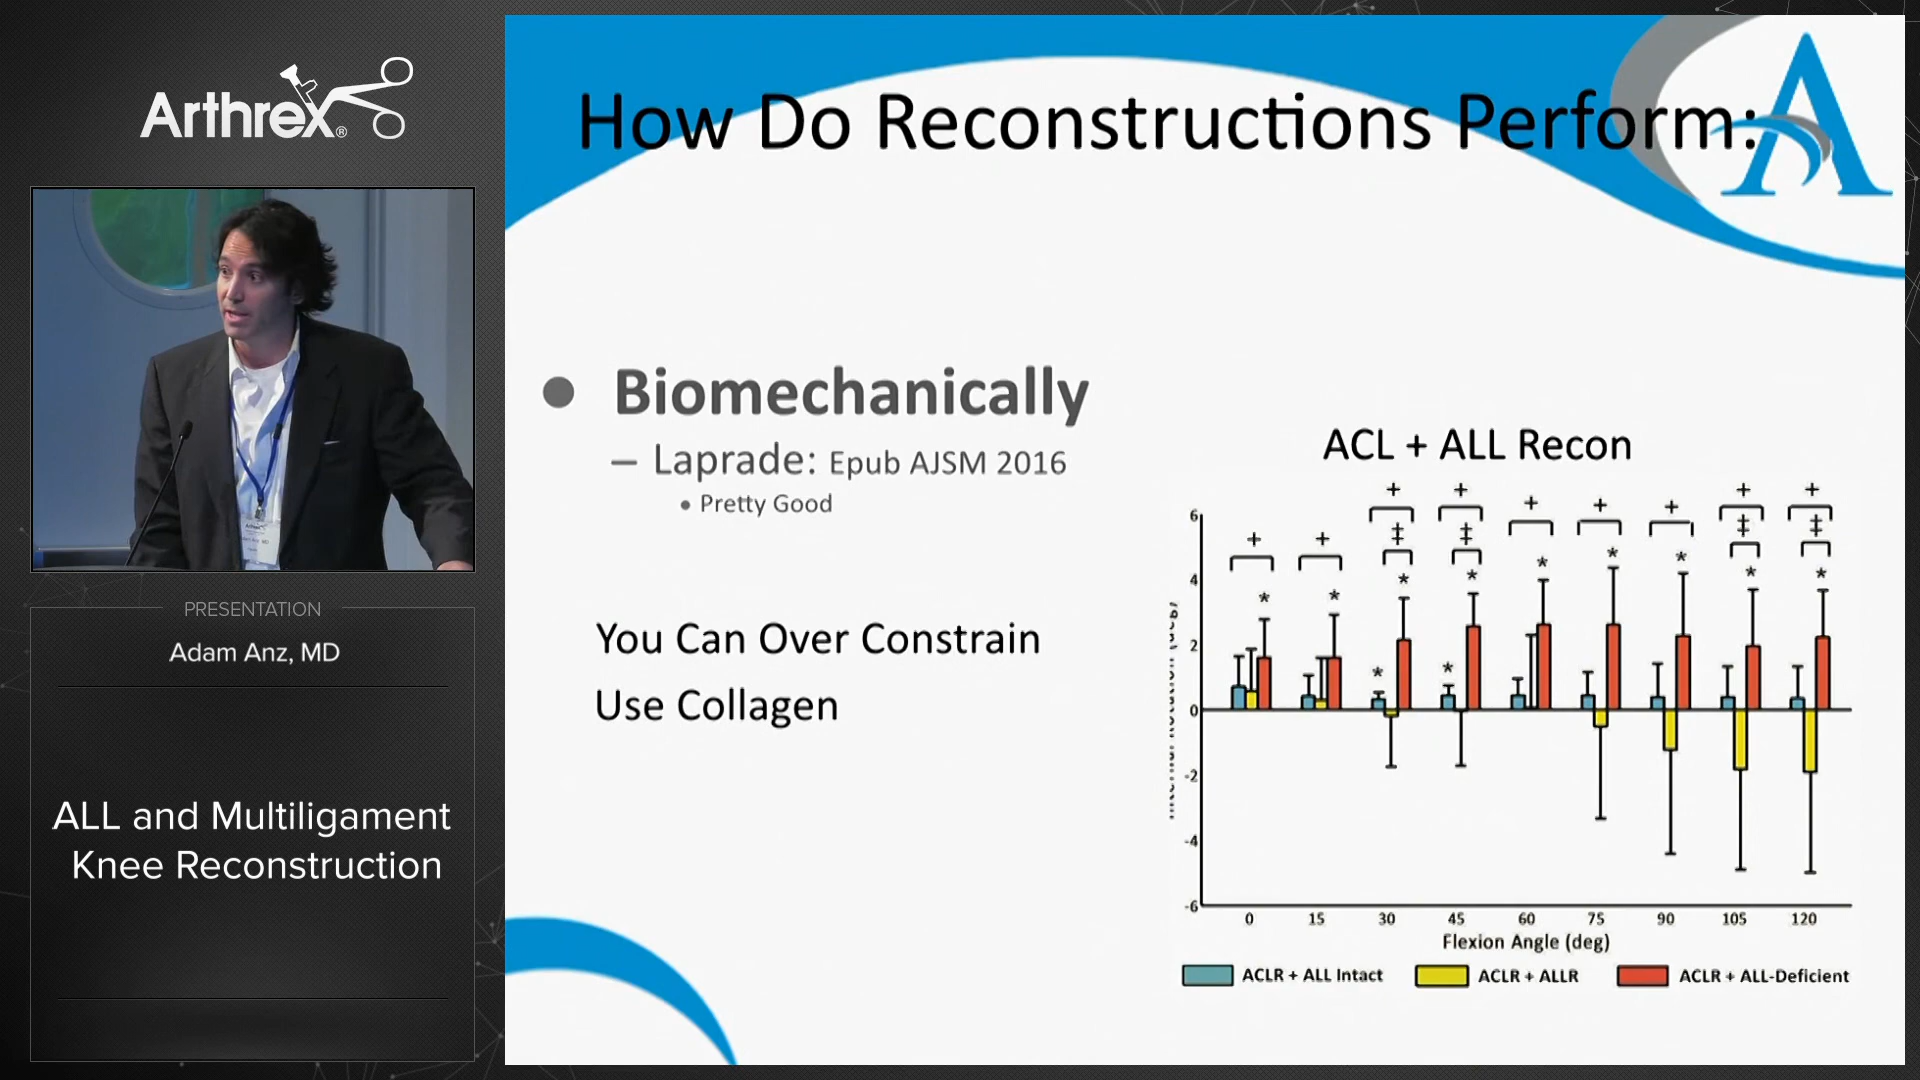 Arthrex®
PRESENTATION
Adam Anz, MD
ALL and Multiligament
Knee Reconstruction
How Do Reconstructions Perform:
A
● Biomechanically
– Laprade: Epub AJSM 2016
• Pretty Good
You Can Over Constrain
Use Collagen
ACL + ALL Recon
+ + + + + + + + +
‡ ‡ ‡ ‡
* * * * * * * * *
* *
6
4
2
0
-2
-4
-6
0 15 30 45 60 75 90 105 120
Flexion Angle (deg)
ACLR + ALL Intact ACLR + ALLR ACLR + ALL-Deficient